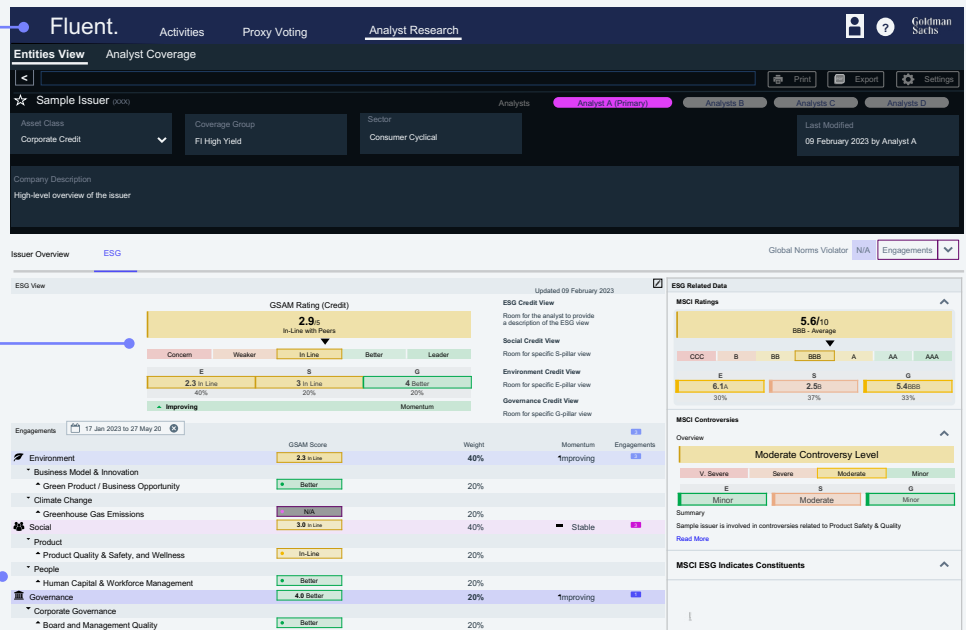 Fluent.
Activities
Proxy Voting
Analyst Research
?
Goldman
Sachs
Entities View
Analyst Coverage
<
Print
Export
Settings
Sample Issuer (XXX)
Analysts
Analyst A (Primary)
Analysts B
Analysts C
Analysts D
Asset Class
Corporate Credit
Coverage Group
FI High Yield
Sector
Consumer Cyclical
Last Modified
09 February 2023 by Analyst A
Company Description
High-level overview of the issuer
Issuer Overview
ESG
Global Norms Violator
N/A
Engagements
ESG View
Updated 09 February 2023
GSAM Rating (Credit)
2.9/5
In-Line with Peers
Concern
Weaker
In Line
Better
Leader
E
S
G
2.3 In Line
3 In Line
4 Better
40%
20%
20%
Improving
Momentum
ESG Credit View
Room for the analyst to provide
a description of the ESG view
Social Credit View
Room for specific S-pillar view
Environment Credit View
Room for specific E-pillar view
Governance Credit View
Room for specific G-pillar view
Engagements
17 Jan 2023 to 27 May 20
GSAM Score
Weight
Momentum
Engagements
Environment
2.3 In Line
40%
Improving
Business Model & Innovation
Green Product / Business Opportunity
Better
20%
Climate Change
Greenhouse Gas Emissions
N/A
20%
Social
3.0 In Line
40%
Stable
Product
Product Quality & Safety, and Wellness
In-Line
20%
People
Human Capital & Workforce Management
Better
20%
Governance
4.0 Better
20%
Improving
Corporate Governance
Board and Management Quality
Better
20%
ESG Related Data
MSCI Ratings
5.6/10
BBB - Average
CCC
B
BB
BBB
A
AA
AAA
E
S
G
6.1A
2.5B
5.4BBB
30%
37%
33%
MSCI Controversies
Overview
Moderate Controversy Level
V. Severe
Severe
Moderate
Minor
E
S
G
Minor
Moderate
Minor
Summary
Sample issuer is involved in controversies related to Product Safety & Quality
Read More
MSCI ESG Indicates Constituents